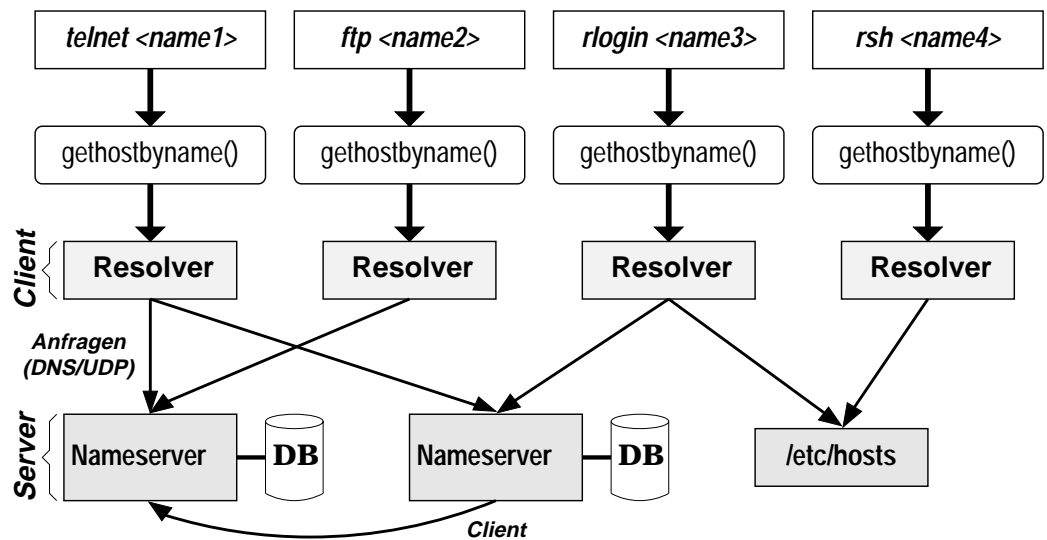 telnet <name1>
ftp <name2>
rlogin <name3>
rsh <name4>
gethostbyname()
gethostbyname()
gethostbyname()
gethostbyname()
Client
Resolver
Resolver
Resolver
Resolver
Anfragen
(DNS/UDP)
Server
Nameserver
DB
Nameserver
DB
/etc/hosts
Client